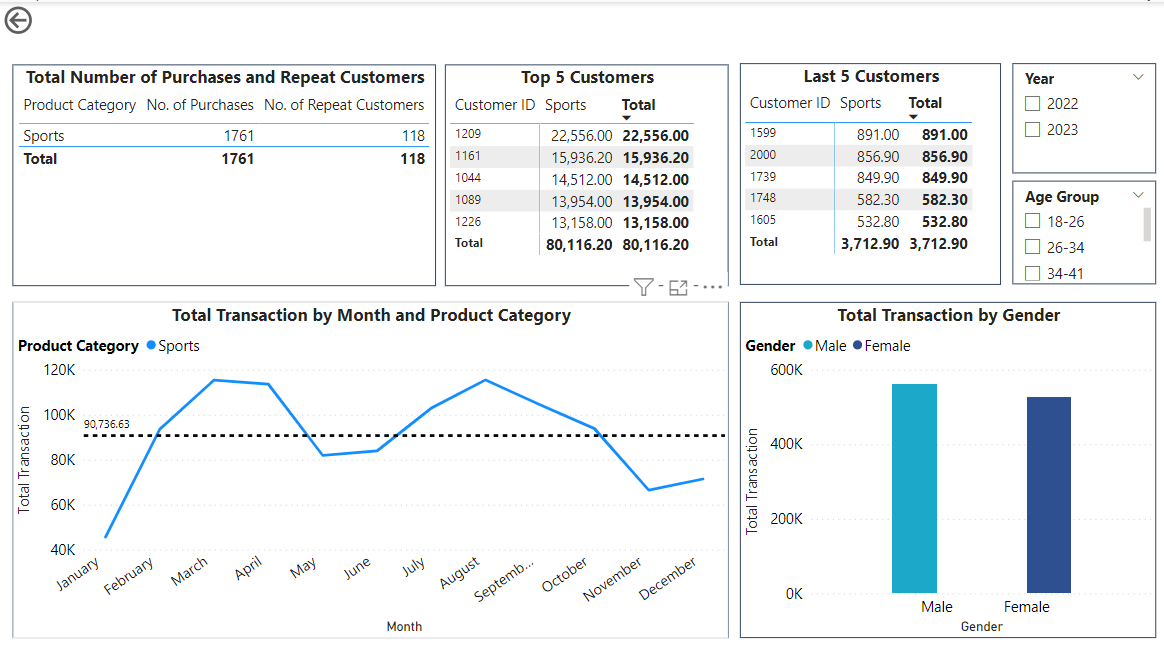 Total Number of Purchases and Repeat Customers
Product Category No. of Purchases No. of Repeat Customers
Sports 1761 118
Total 1761 118
Top 5 Customers
Customer ID Sports Total
1209 22,556.00 22,556.00
1161 15,936.20 15,936.20
1044 14,512.00 14,512.00
1089 13,954.00 13,954.00
1226 13,158.00 13,158.00
Total 80,116.20 80,116.20
Last 5 Customers
Customer ID Sports Total
1599 891.00 891.00
2000 856.90 856.90
1739 849.90 849.90
1748 582.30 582.30
1605 532.80 532.80
Total 3,712.90 3,712.90
Year
2022
2023
Age Group
18-26
26-34
34-41
Total Transaction by Month and Product Category
Product Category Sports
120K
100K
80K
60K
40K
90,736.63
Total Transaction
January February March April May June July August Septemb... October November December
Month
Total Transaction by Gender
Gender Male Female
600K
400K
200K
0K
Total Transaction
Male Female
Gender